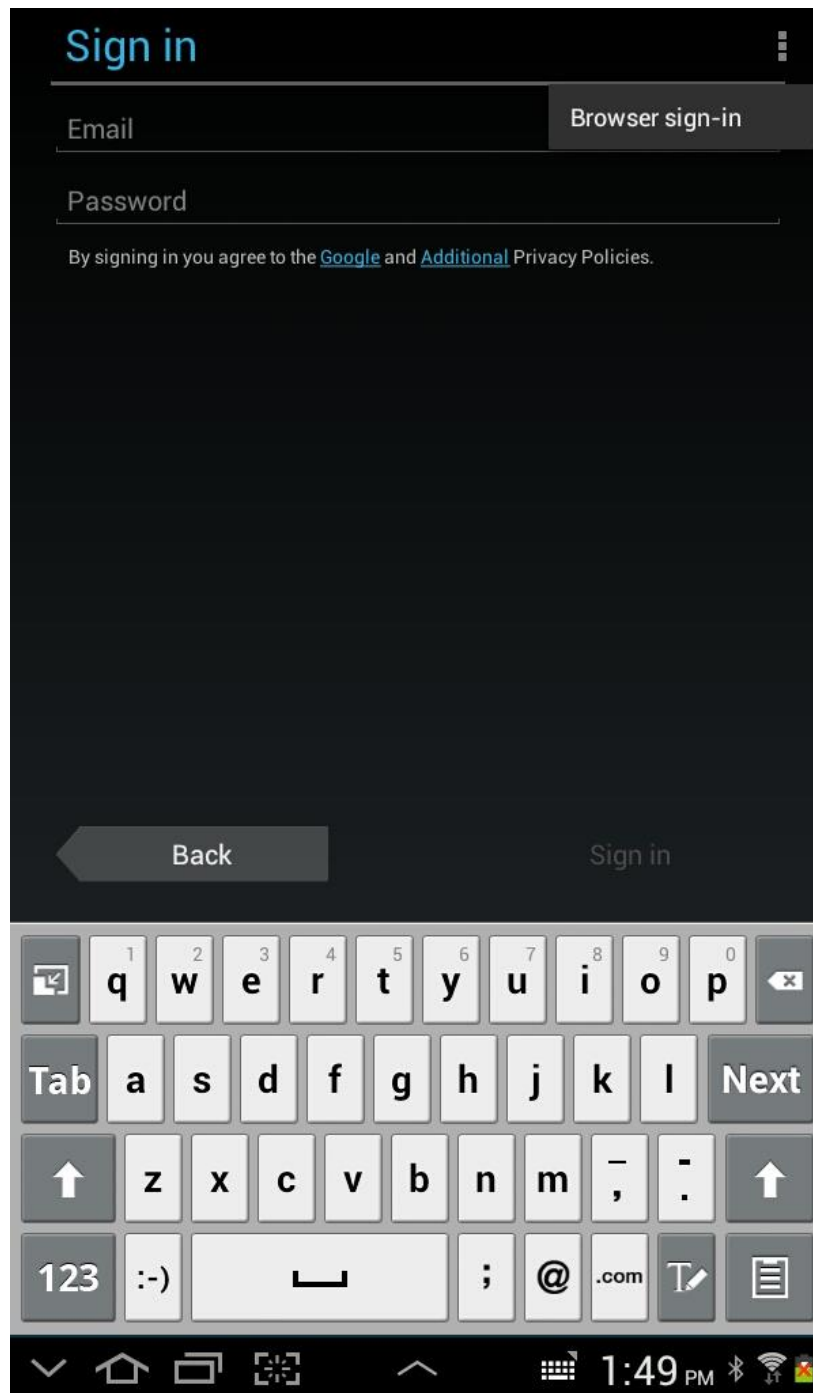 Sign in
Browser sign-in
Email
Password
By signing in you agree to the Google and Additional Privacy Policies.
Back Sign in
1 2 3 4 5 6 7 8 9 0
q w e r t y u i o p
Tab a s d f g h j k l Next
z x c v b n m _ , - .
123 :-) ; @ .com T
1:49 PM